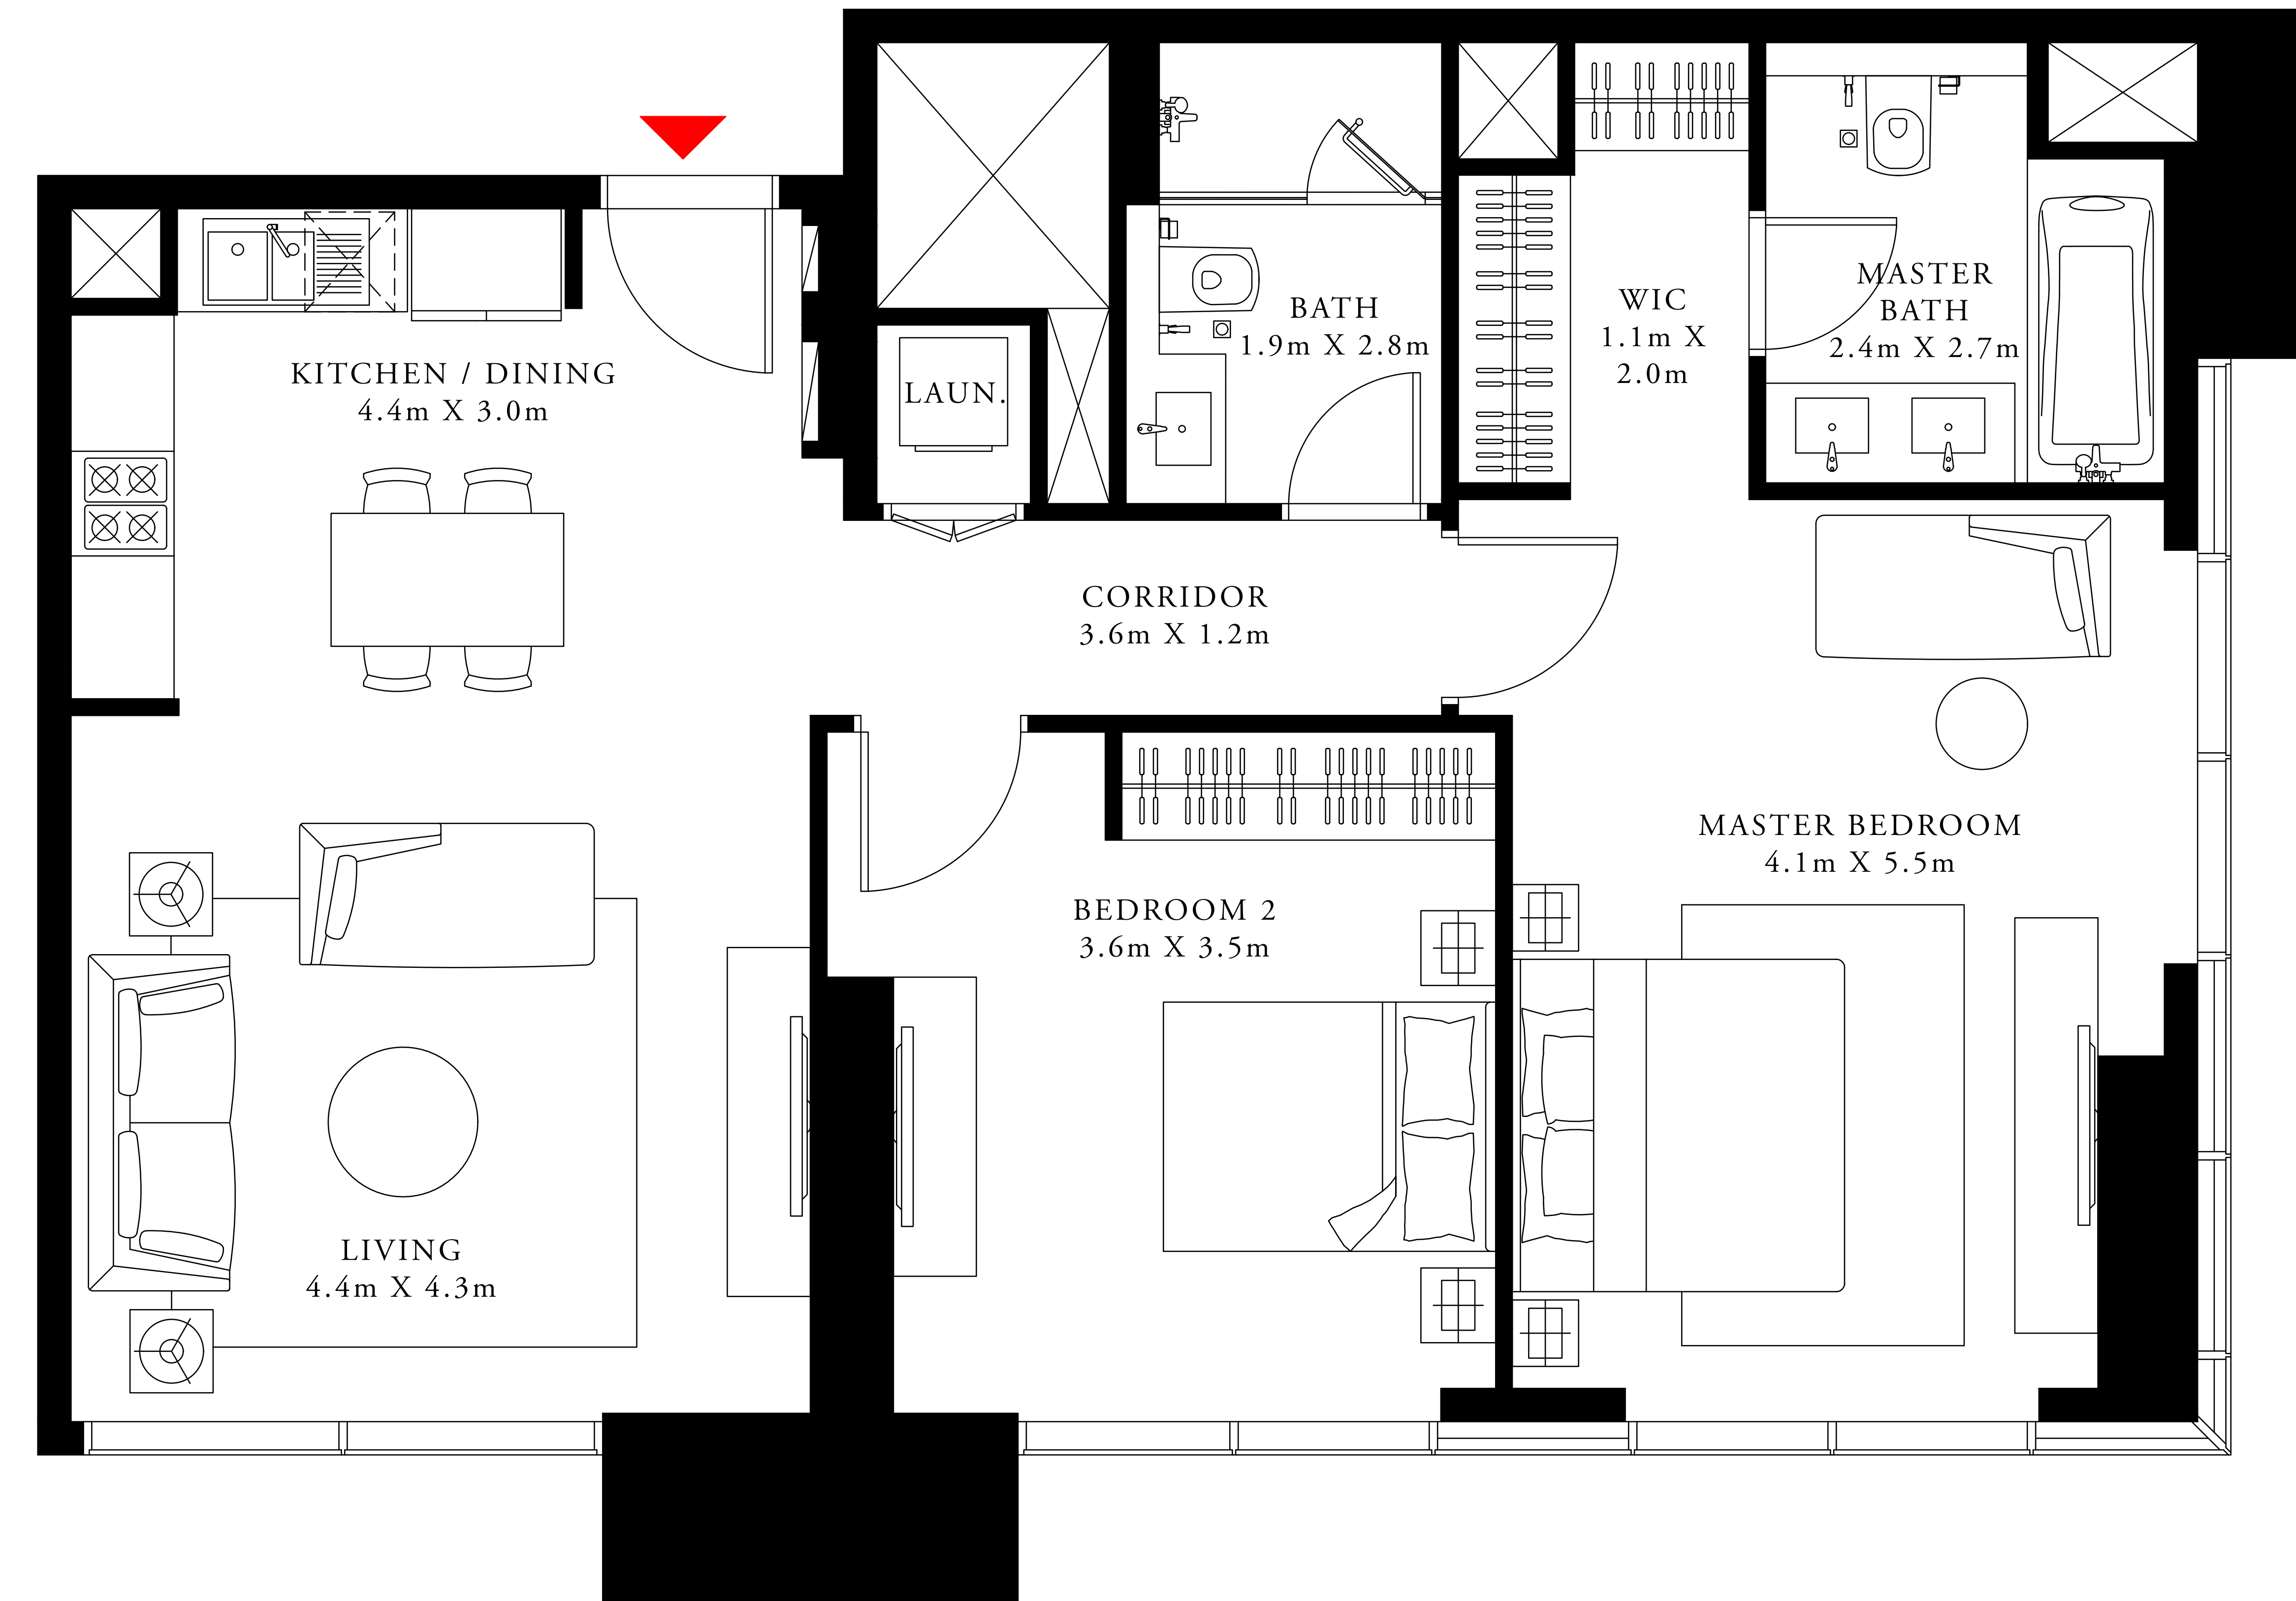 KITCHEN / DINING
4.4m X 3.0m
LAUN.
BATH
1.9m X 2.8m
WIC
1.1m X
2.0m
MASTER
BATH
2.4m X 2.7m
CORRIDOR
3.6m X 1.2m
MASTER BEDROOM
4.1m X 5.5m
BEDROOM 2
3.6m X 3.5m
LIVING
4.4m X 4.3m